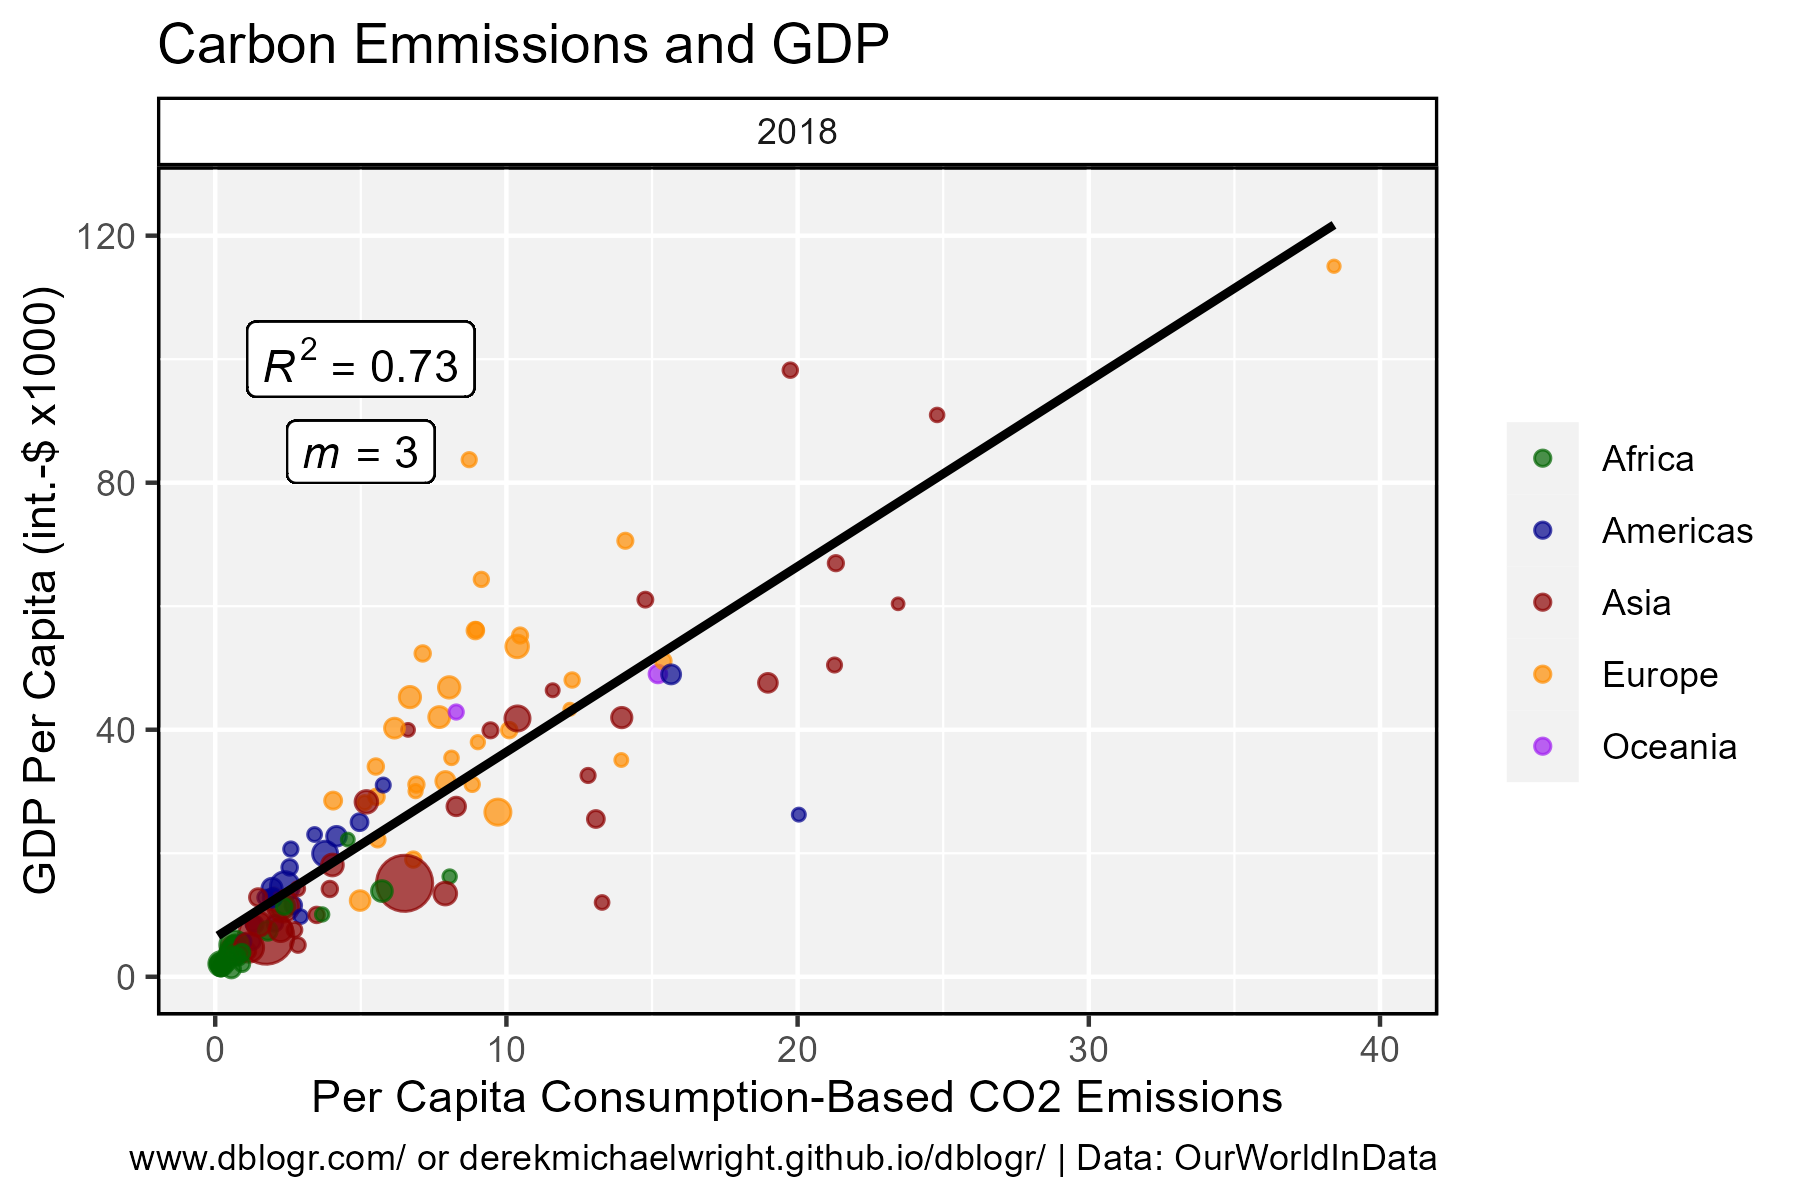 Carbon Emmissions and GDP
2018
120
80
40
0
GDP Per Capita (int.-$ x1000)
R² = 0.73
m = 3
0 10 20 30 40
Per Capita Consumption-Based CO2 Emissions
Africa
Americas
Asia
Europe
Oceania
www.dblogr.com/ or derekmichaelwright.github.io/dblogr/ | Data: OurWorldInData